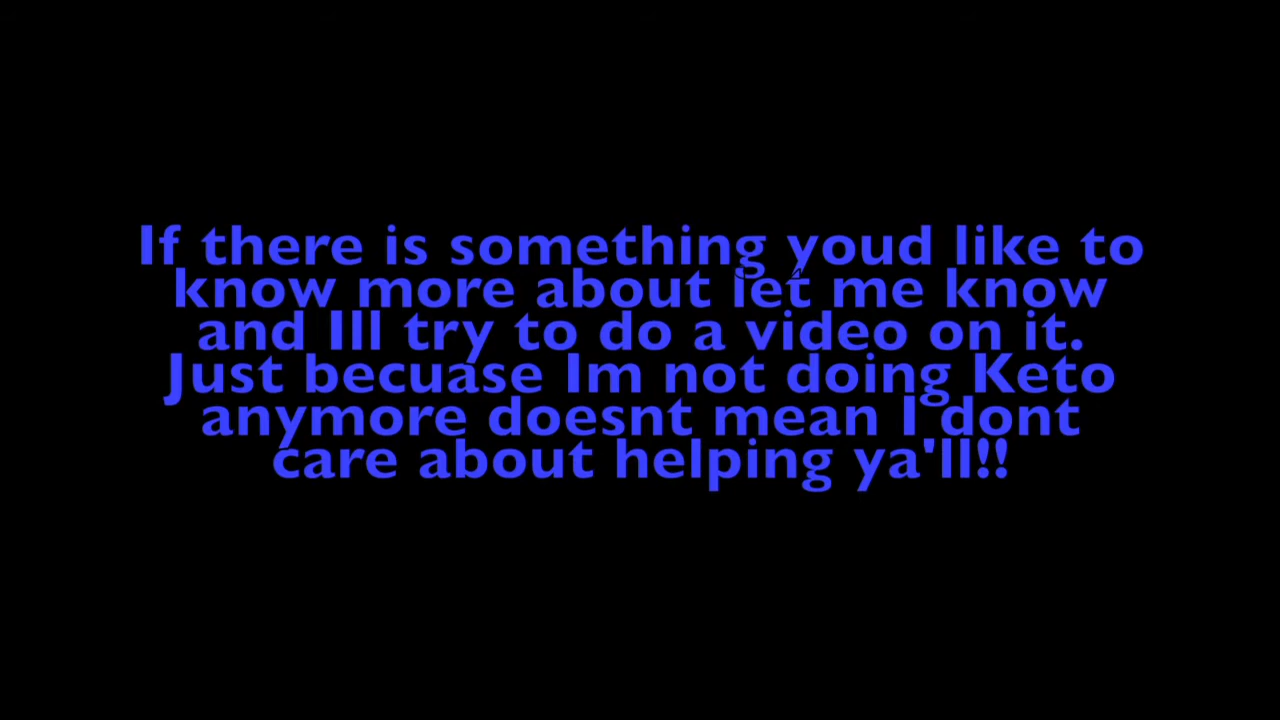 If there is something youd like to
know more about let me know
and Ill try to do a video on it.
Just becuase Im not doing Keto
anymore doesnt mean I dont
care about helping ya'll!!